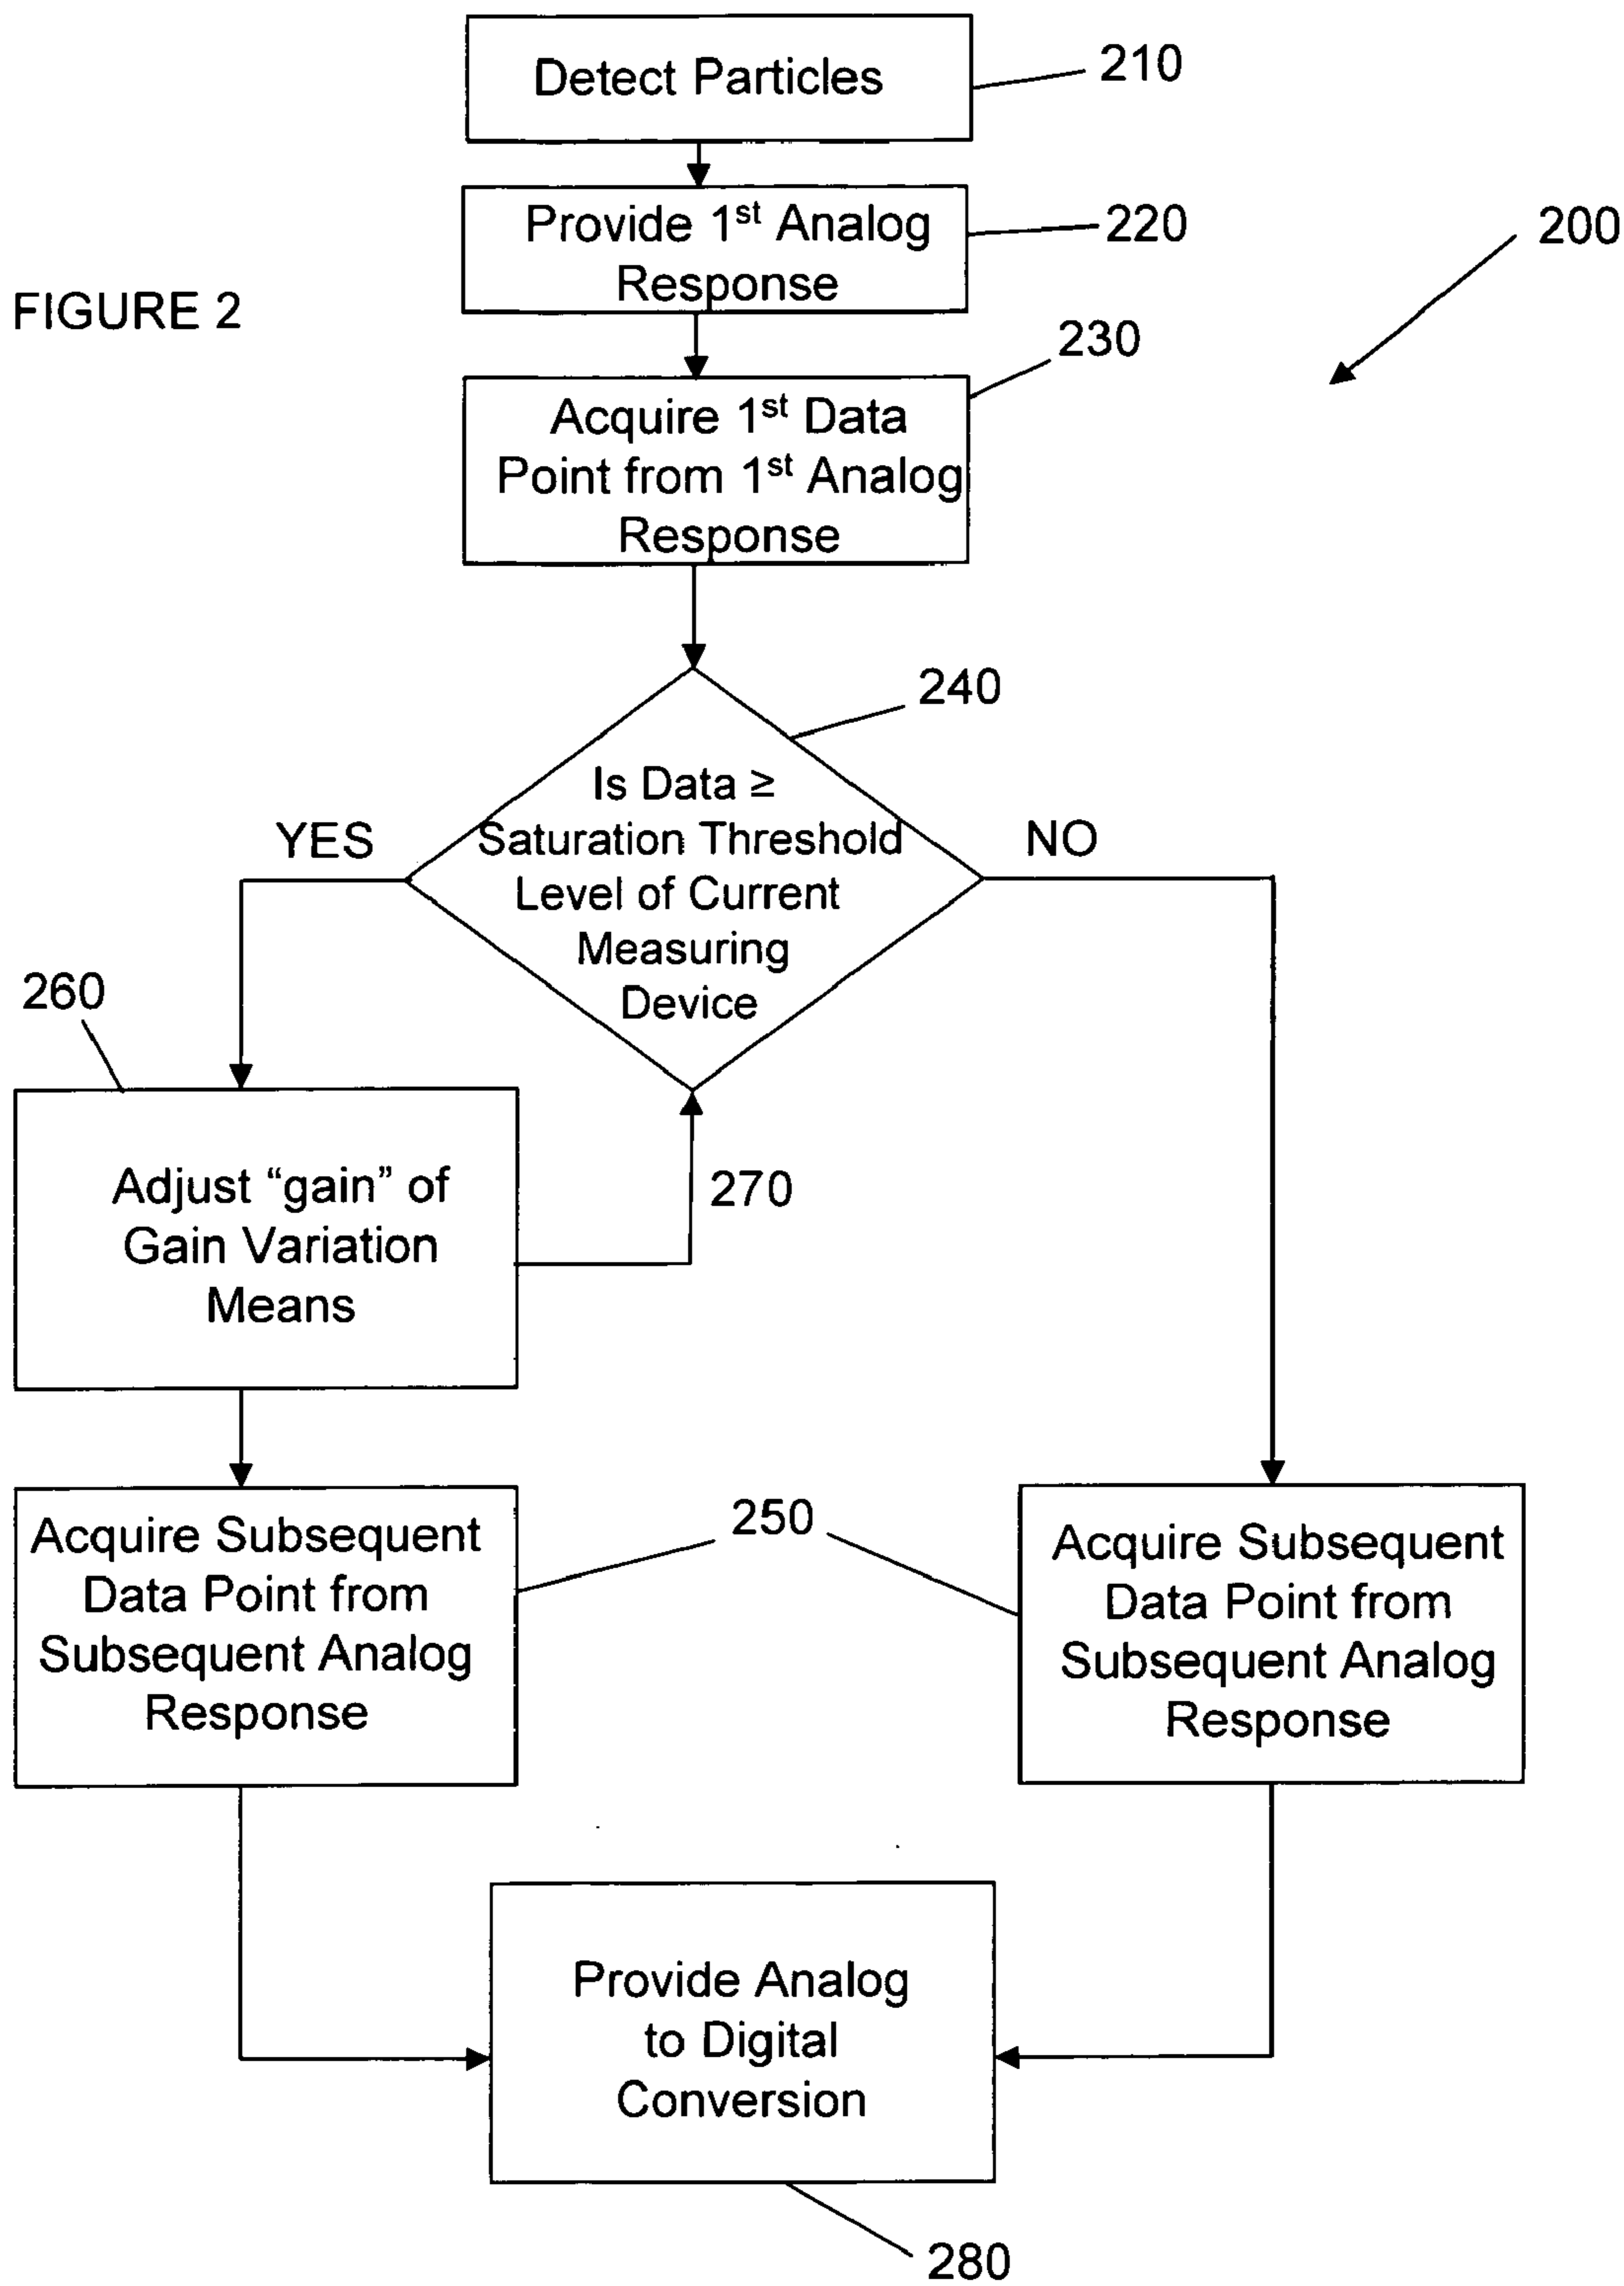 Detect Particles
210
Provide 1st Analog
Response
220
200
FIGURE 2
230
Acquire 1st Data
Point from 1st Analog
Response
240
Is Data ≥
Saturation Threshold
Level of Current
Measuring
Device
YES
NO
260
Adjust “gain” of
Gain Variation
Means
270
250
Acquire Subsequent
Data Point from
Subsequent Analog
Response
Acquire Subsequent
Data Point from
Subsequent Analog
Response
Provide Analog
to Digital
Conversion
280